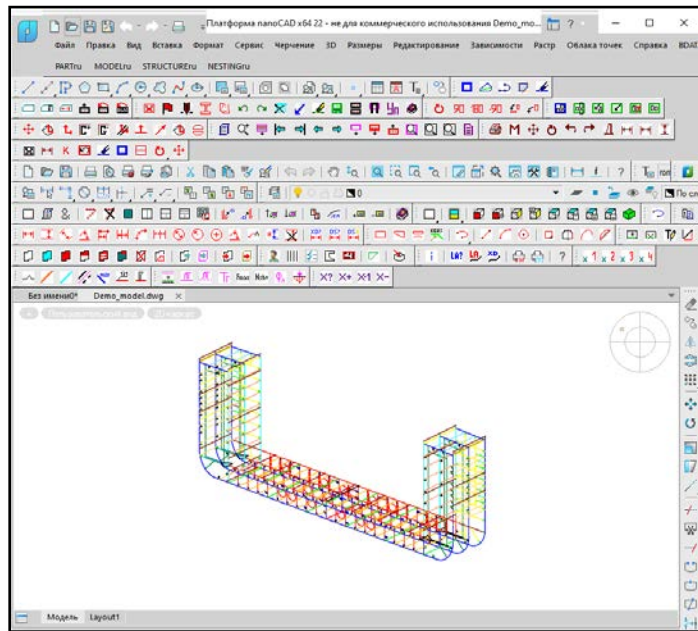 Платформа nanoCAD x64 22 - не для коммерческого использования Demo_mo...
Файл Правка Вид Вставка Формат Сервис Черчение 3D Размеры Редактирование Зависимости Растр Облака точек Справка BDAT
PARTru MODELru STRUCTUREru NESTINGru
Без имени0* Demo_model.dwg
Модель Layout1